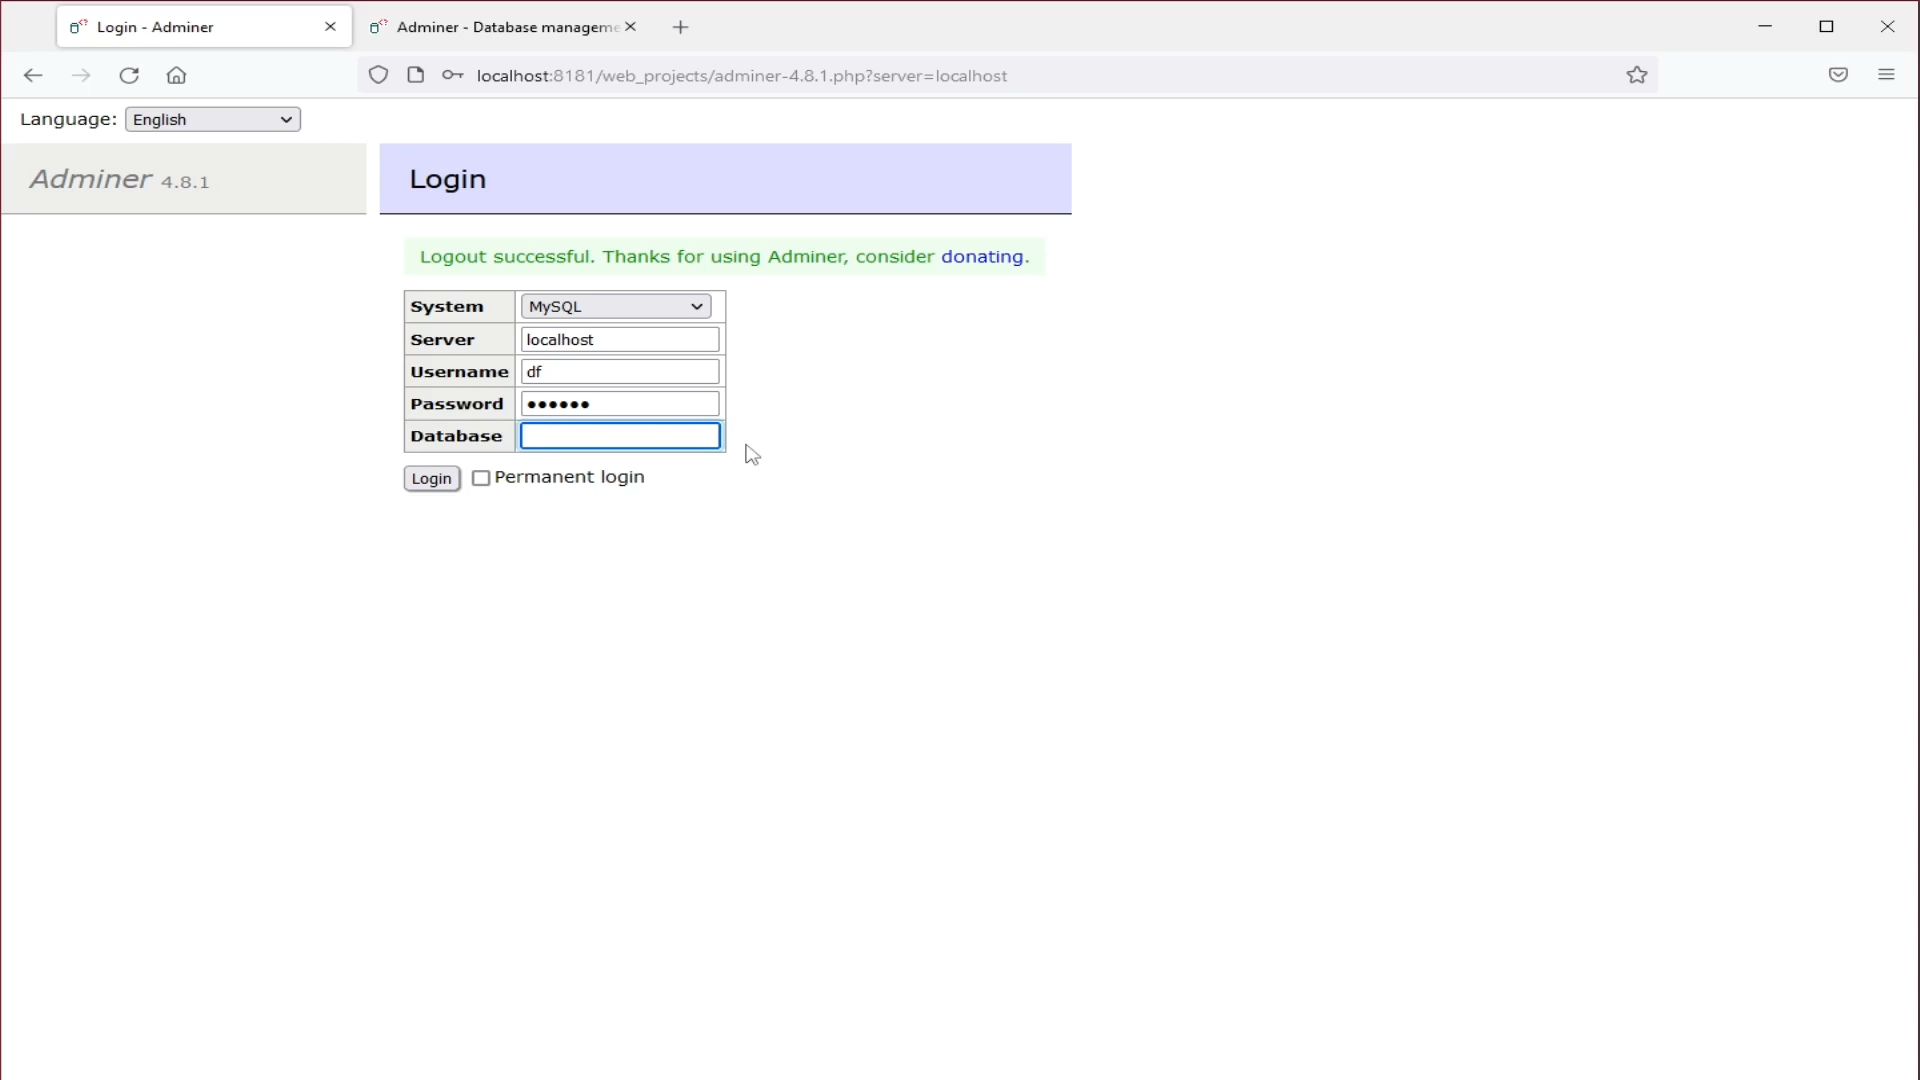 Login - Adminer
Adminer - Database manageme
localhost:8181/web_projects/adminer-4.8.1.php?server=localhost
Language: English
Adminer 4.8.1
Login
Logout successful. Thanks for using Adminer, consider donating.
System MySQL
Server localhost
Username df
Password ••••••
Database
Login Permanent login